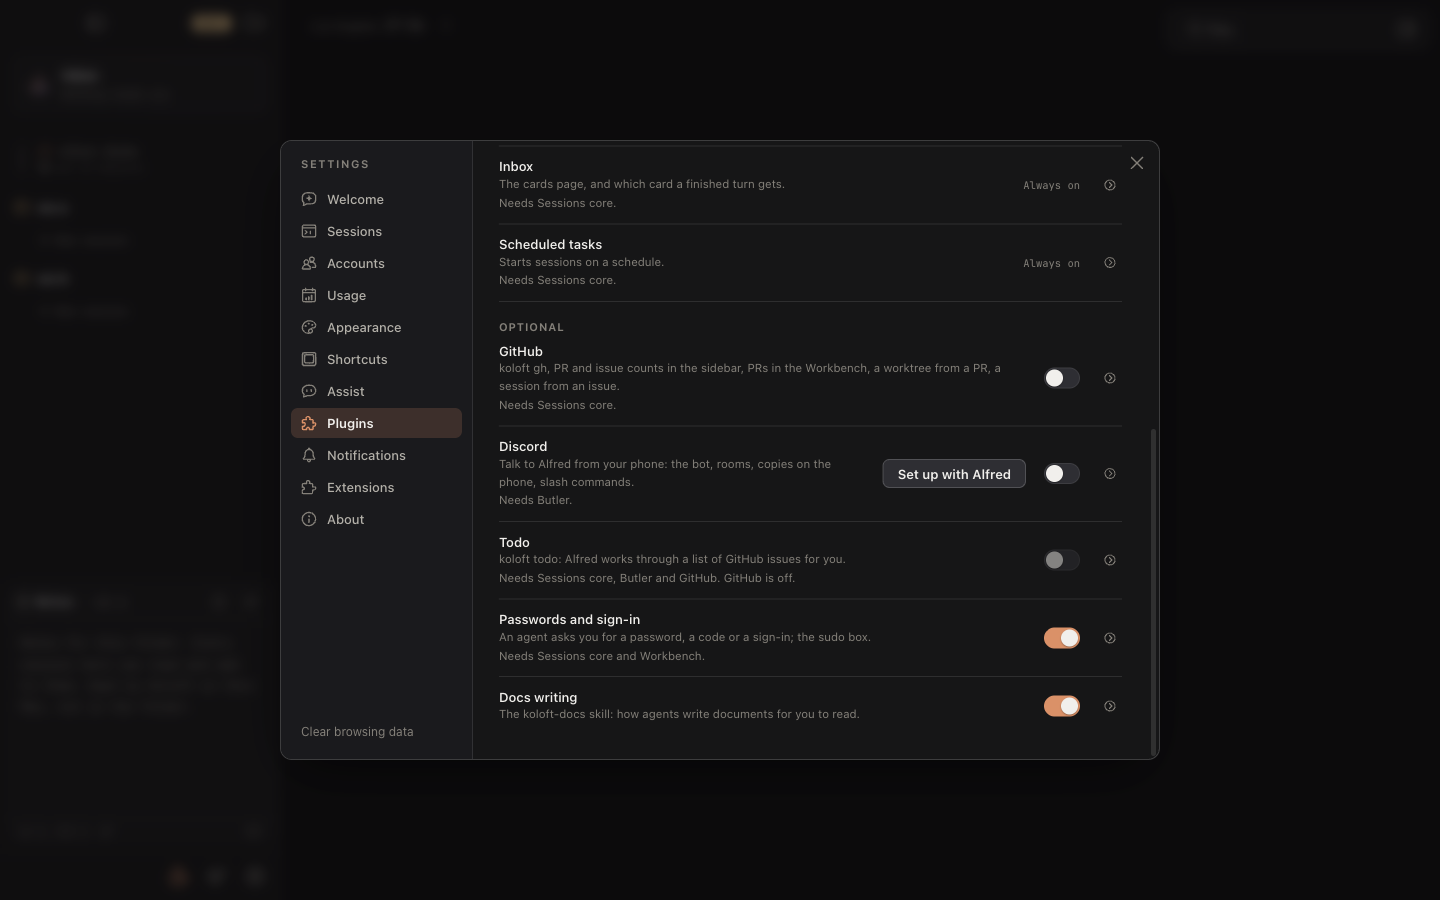 SETTINGS
Welcome
Sessions
Accounts
Usage
Appearance
Shortcuts
Assist
Plugins
Notifications
Extensions
About
Clear browsing data
Inbox
The cards page, and which card a finished turn gets.
Needs Sessions core.
Always on
Scheduled tasks
Starts sessions on a schedule.
Needs Sessions core.
Always on
OPTIONAL
GitHub
koloft gh, PR and issue counts in the sidebar, PRs in the Workbench, a worktree from a PR, a
session from an issue.
Needs Sessions core.
Discord
Talk to Alfred from your phone: the bot, rooms, copies on the
phone, slash commands.
Needs Butler.
Set up with Alfred
Todo
koloft todo: Alfred works through a list of GitHub issues for you.
Needs Sessions core, Butler and GitHub. GitHub is off.
Passwords and sign-in
An agent asks you for a password, a code or a sign-in; the sudo box.
Needs Sessions core and Workbench.
Docs writing
The koloft-docs skill: how agents write documents for you to read.